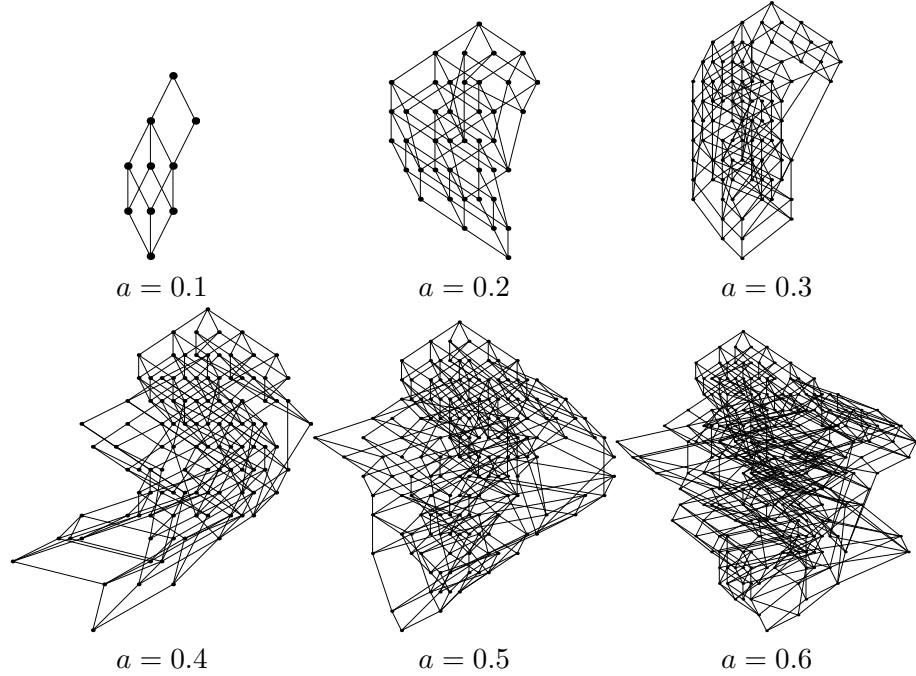 a = 0.1
a = 0.2
a = 0.3
a = 0.4
a = 0.5
a = 0.6